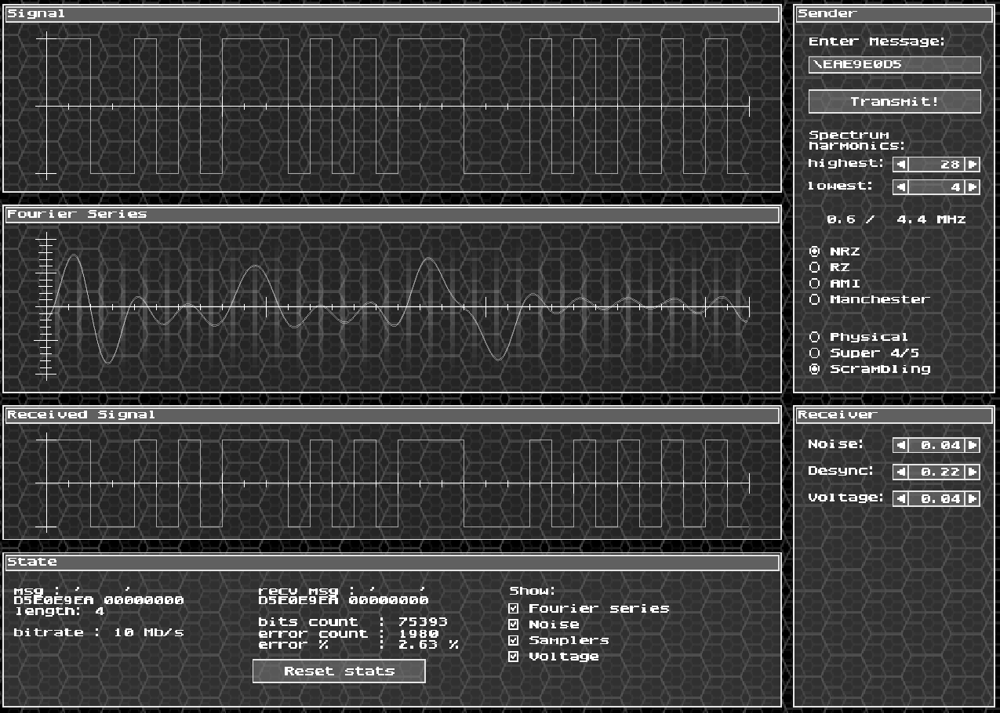 Signal
Fourier Series
Received Signal
State
msg : ′ ′
D5E0E9EA 00000000
length: 4
bitrate : 10 Mb/s
recv msg : ′ ′
D5E0E9EA 00000000
bits count : 75393
error count : 1980
error % : 2.63 %
Reset stats
Show:
Fourier series
Noise
Samplers
Voltage
Sender
Enter Message:
\EAE9E0D5
Transmit!
Spectrum
harmonics:
highest: 28
lowest: 4
0.6 / 4.4 MHz
NRZ
RZ
AMI
Manchester
Physical
Super 4/5
Scrambling
Receiver
Noise: 0.04
Desync: 0.22
Voltage: 0.04